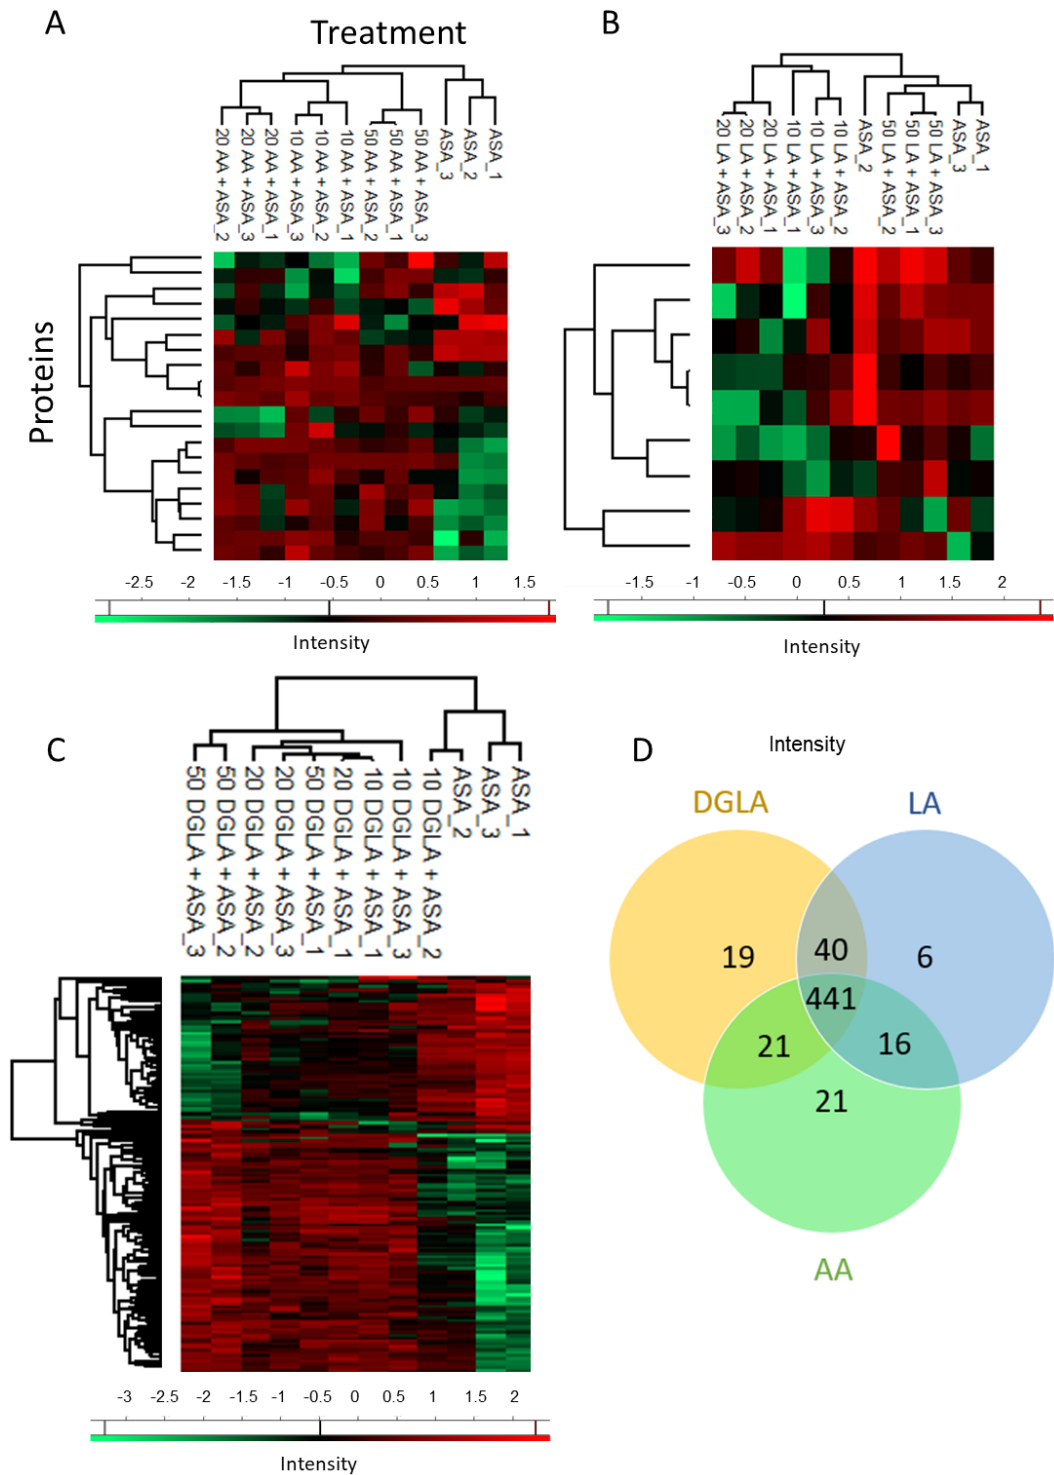 A
Treatment
20 AA + ASA_2
20 AA + ASA_3
20 AA + ASA_1
10 AA + ASA_3
10 AA + ASA_2
10 AA + ASA_1
50 AA + ASA_2
50 AA + ASA_1
50 AA + ASA_3
ASA_3
ASA_2
ASA_1
Proteins
-2.5 -2 -1.5 -1 -0.5 0 0.5 1 1.5
Intensity
B
20 LA + ASA_3
20 LA + ASA_2
20 LA + ASA_1
10 LA + ASA_1
10 LA + ASA_3
10 LA + ASA_2
ASA_2
50 LA + ASA_2
50 LA + ASA_1
50 LA + ASA_3
ASA_3
ASA_1
-1.5 -1 -0.5 0 0.5 1 1.5 2
Intensity
C
50 DGLA + ASA_3
50 DGLA + ASA_2
20 DGLA + ASA_2
20 DGLA + ASA_3
50 DGLA + ASA_1
20 DGLA + ASA_1
10 DGLA + ASA_1
10 DGLA + ASA_3
10 DGLA + ASA_2
ASA_2
ASA_3
ASA_1
-3 -2.5 -2 -1.5 -1 -0.5 0 0.5 1 1.5 2
Intensity
D
Intensity
DGLA LA
19 40 6
441
21 16
21
AA